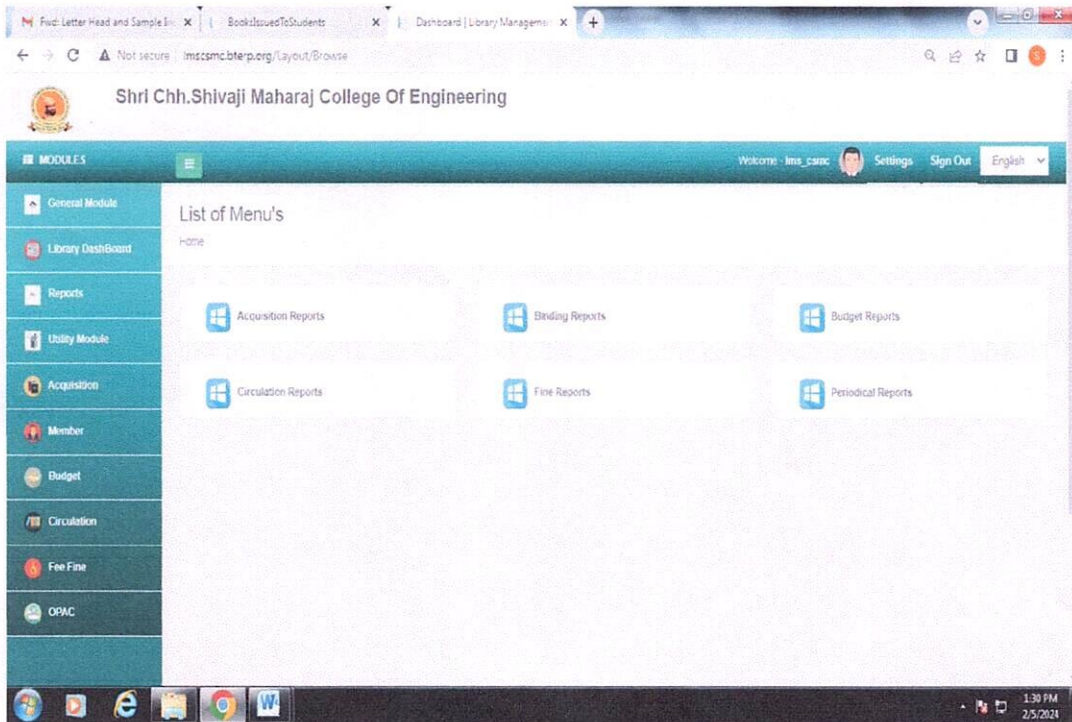 Fwd: Letter Head and Sample
BooksIssuedToStudents
Dashboard | Library Managemen
Not secure lmscsmc.bterp.org/Layout/Browse
S
Shri Chh.Shivaji Maharaj College Of Engineering
MODULES
Welcome - lms_csmc
Settings
Sign Out
English
General Module
Library DashBoard
Reports
Utility Module
Acquisition
Member
Budget
Circulation
Fee Fine
OPAC
List of Menu's
Home
Acquisition Reports
Binding Reports
Budget Reports
Circulation Reports
Fine Reports
Periodical Reports
1:30 PM
2/5/2024